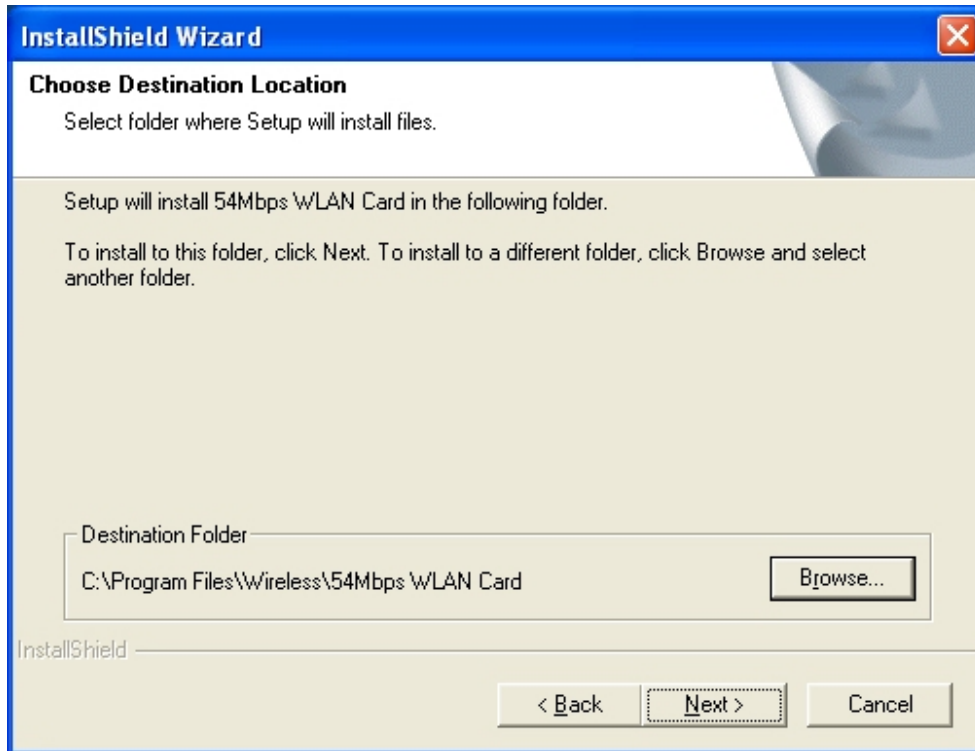 InstallShield Wizard
Choose Destination Location
Select folder where Setup will install files.
Setup will install 54Mbps WLAN Card in the following folder.
To install to this folder, click Next. To install to a different folder, click Browse and select
another folder.
Destination Folder
C:\Program Files\Wireless\54Mbps WLAN Card
Browse...
InstallShield
< Back
Next >
Cancel